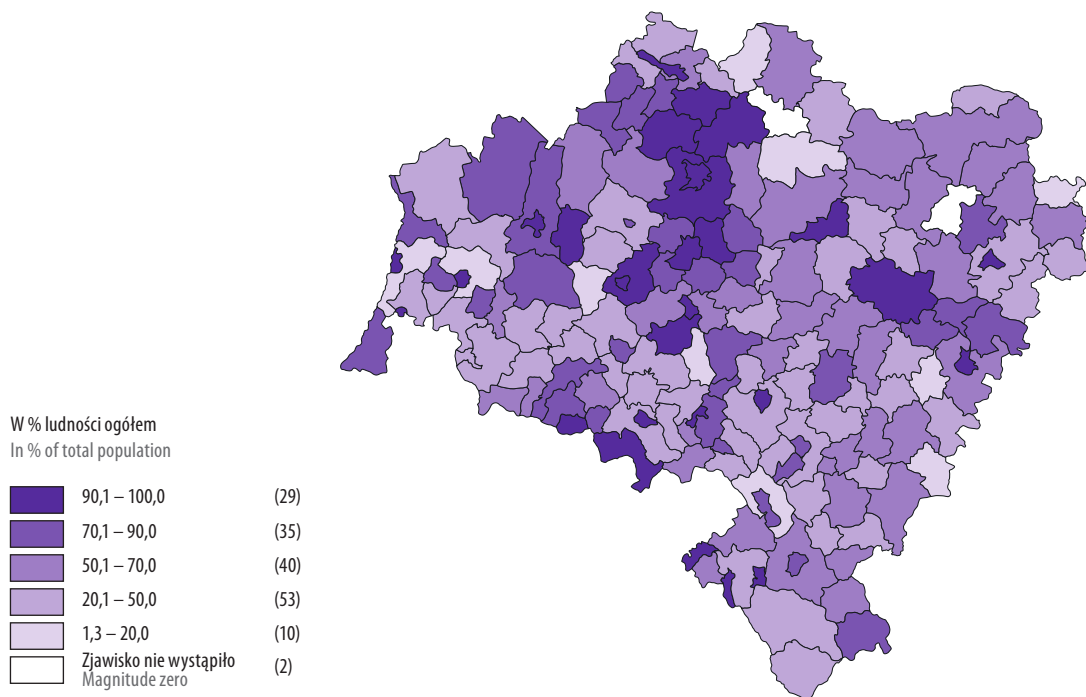 W % ludności ogółem
In % of total population
90,1 – 100,0 (29)
70,1 – 90,0 (35)
50,1 – 70,0 (40)
20,1 – 50,0 (53)
1,3 – 20,0 (10)
Zjawisko nie wystąpiło (2)
Magnitude zero